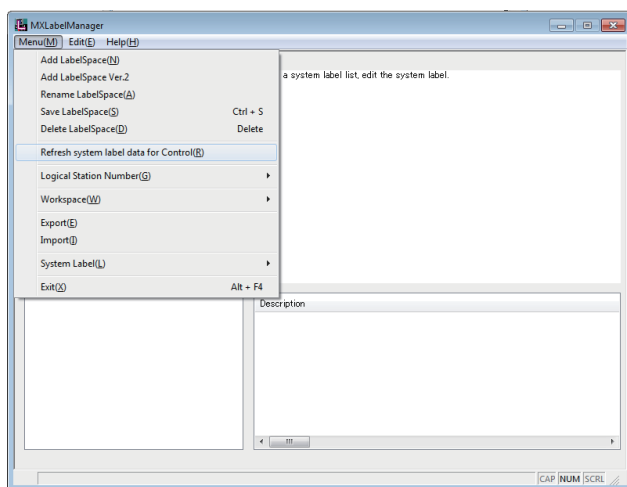 MXLabelManager
Menu(M) Edit(E) Help(H)
Add LabelSpace(N)
Add LabelSpace Ver.2
a system label list, edit the system label.
Rename LabelSpace(A)
Save LabelSpace(S) Ctrl + S
Delete LabelSpace(D) Delete
Refresh system label data for Control(R)
Logical Station Number(G)
Workspace(W)
Export(E)
Import(I)
System Label(L)
Exit(X) Alt + F4
Description
CAP NUM SCRL